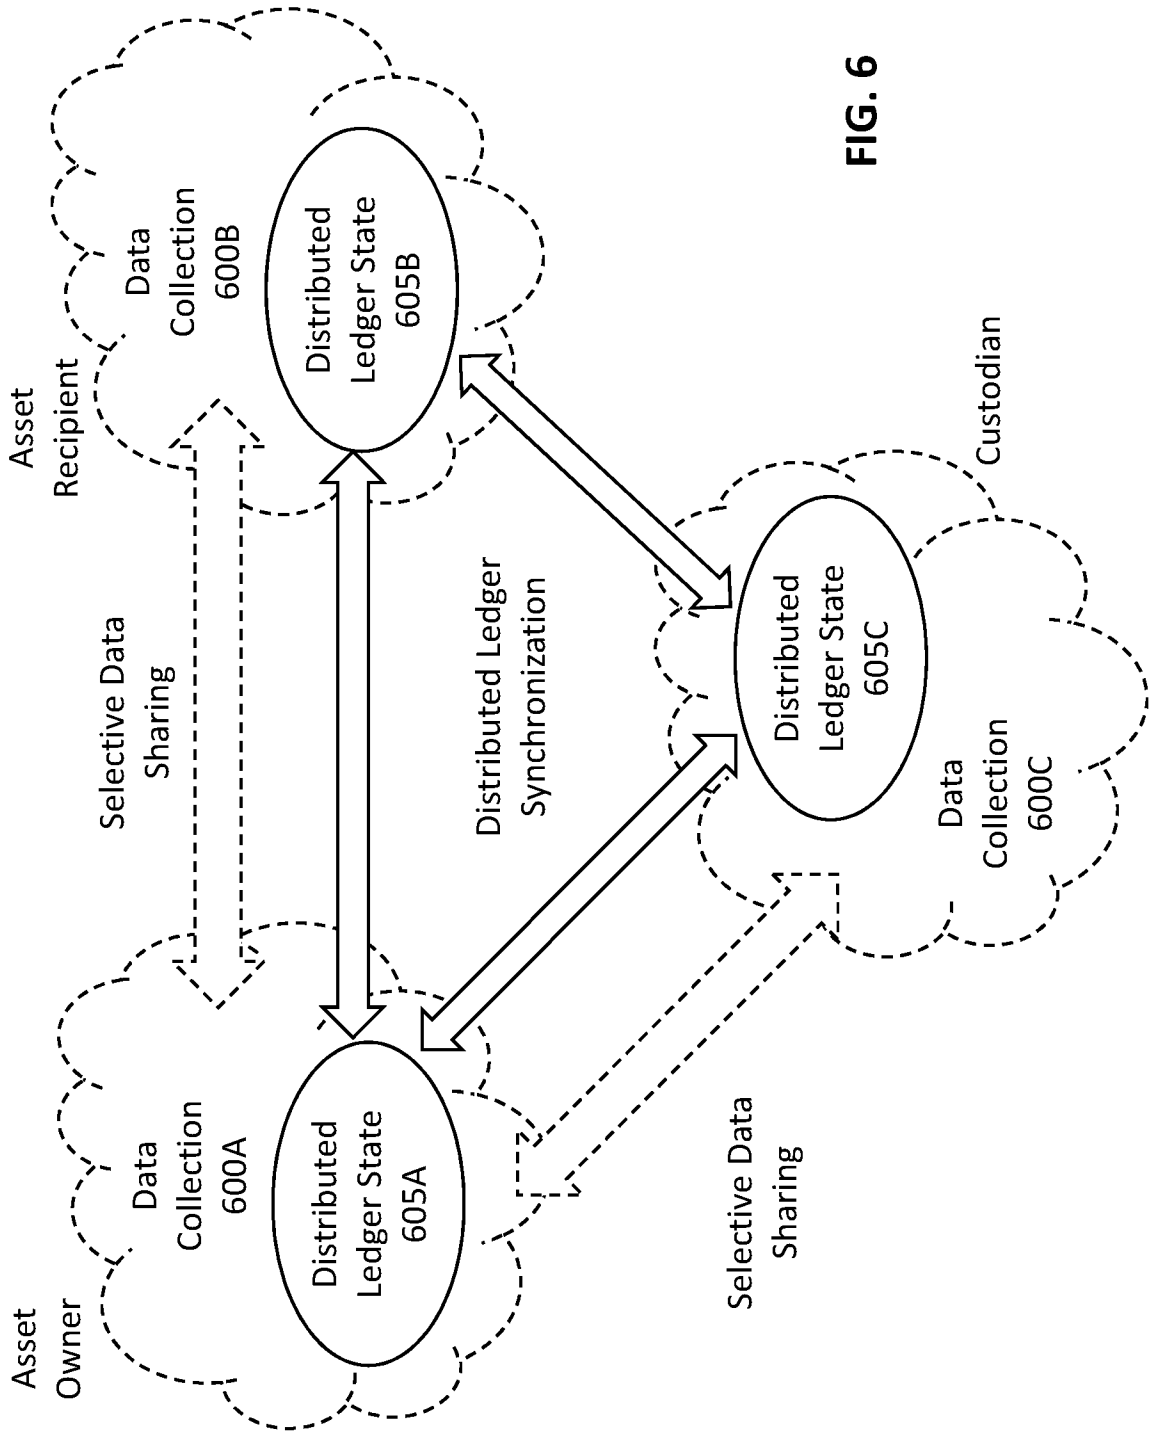 Asset
Owner
Asset
Recipient
Selective Data
Sharing
Data
Collection
600A
Data
Collection
600B
Distributed
Ledger State
605A
Distributed
Ledger State
605B
Distributed Ledger
Synchronization
Selective Data
Sharing
Distributed
Ledger State
605C
Data
Collection
600C
Custodian
FIG. 6